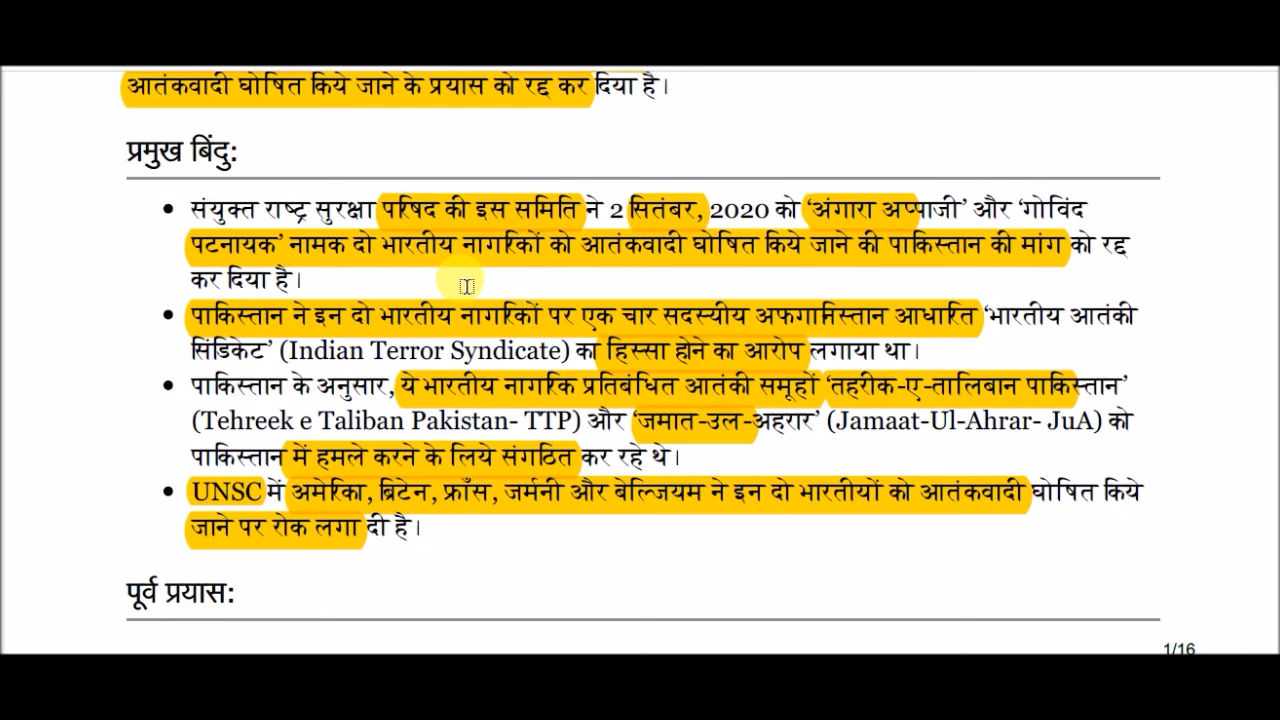 आतंकवादी घोषित किये जाने के प्रयास को रद्द कर दिया है।
प्रमुख बिंदु:
• संयुक्त राष्ट्र सुरक्षा परिषद की इस समिति ने 2 सितंबर, 2020 को ‘अंगारा अप्पाजी’ और ‘गोविंद
पटनायक’ नामक दो भारतीय नागरिकों को आतंकवादी घोषित किये जाने की पाकिस्तान की मांग को रद्द
कर दिया है।
• पाकिस्तान ने इन दो भारतीय नागरिकों पर एक चार सदस्यीय अफगानिस्तान आधारित ‘भारतीय आतंकी
सिंडिकेट’ (Indian Terror Syndicate) का हिस्सा होने का आरोप लगाया था।
• पाकिस्तान के अनुसार, ये भारतीय नागरिक प्रतिबंधित आतंकी समूहों ‘तहरीक-ए-तालिबान पाकिस्तान’
(Tehreek e Taliban Pakistan- TTP) और ‘जमात-उल-अहरार’ (Jamaat-Ul-Ahrar- JuA) को
पाकिस्तान में हमले करने के लिये संगठित कर रहे थे।
• UNSC में अमेरिका, ब्रिटेन, फ्राँस, जर्मनी और बेल्जियम ने इन दो भारतीयों को आतंकवादी घोषित किये
जाने पर रोक लगा दी है।
पूर्व प्रयास:
1/16